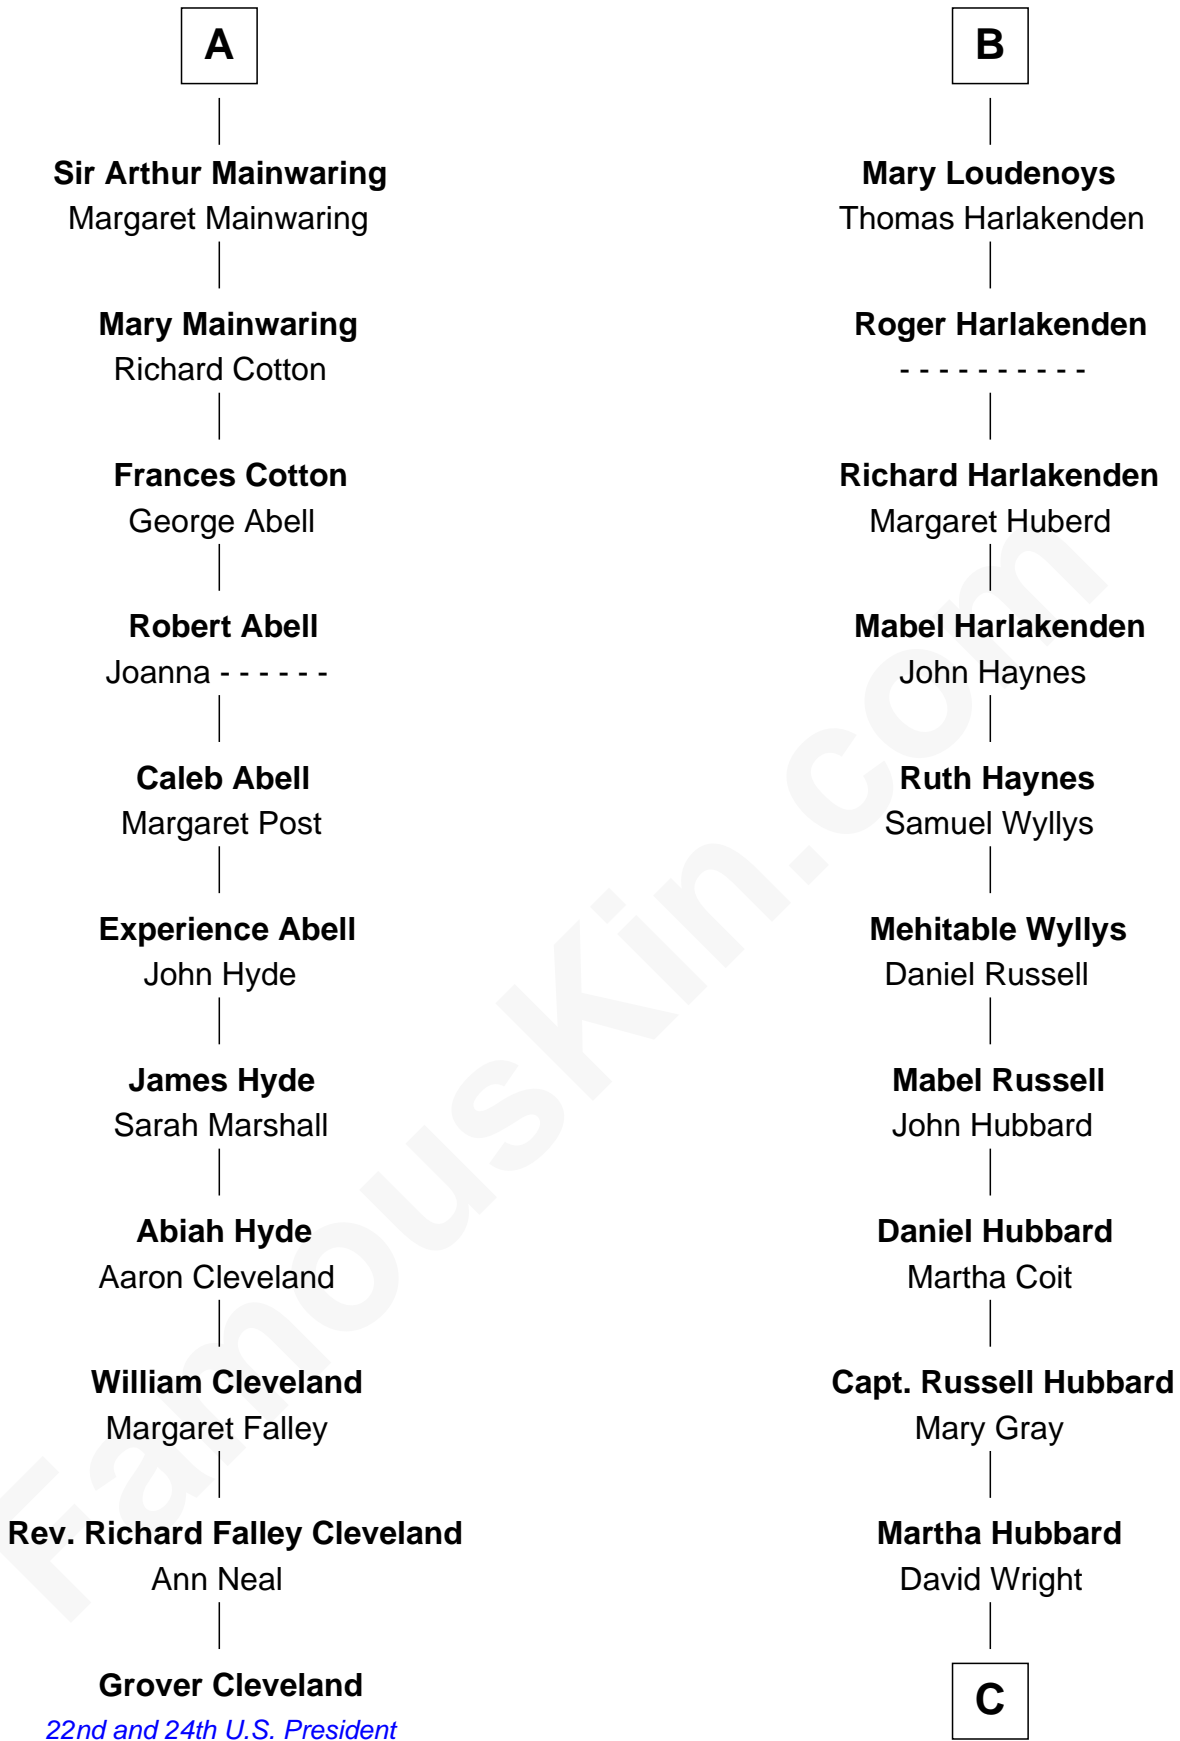 A
Sir Arthur Mainwaring
Margaret Mainwaring
Mary Mainwaring
Richard Cotton
Frances Cotton
George Abell
Robert Abell
Joanna - - - - - -
Caleb Abell
Margaret Post
Experience Abell
John Hyde
James Hyde
Sarah Marshall
Abiah Hyde
Aaron Cleveland
William Cleveland
Margaret Falley
Rev. Richard Falley Cleveland
Ann Neal
Grover Cleveland
22nd and 24th U.S. President
B
Mary Loudenoys
Thomas Harlakenden
Roger Harlakenden
- - - - - - - - - -
Richard Harlakenden
Margaret Huberd
Mabel Harlakenden
John Haynes
Ruth Haynes
Samuel Wyllys
Mehitable Wyllys
Daniel Russell
Mabel Russell
John Hubbard
Daniel Hubbard
Martha Coit
Capt. Russell Hubbard
Mary Gray
Martha Hubbard
David Wright
C
FamousKin.com